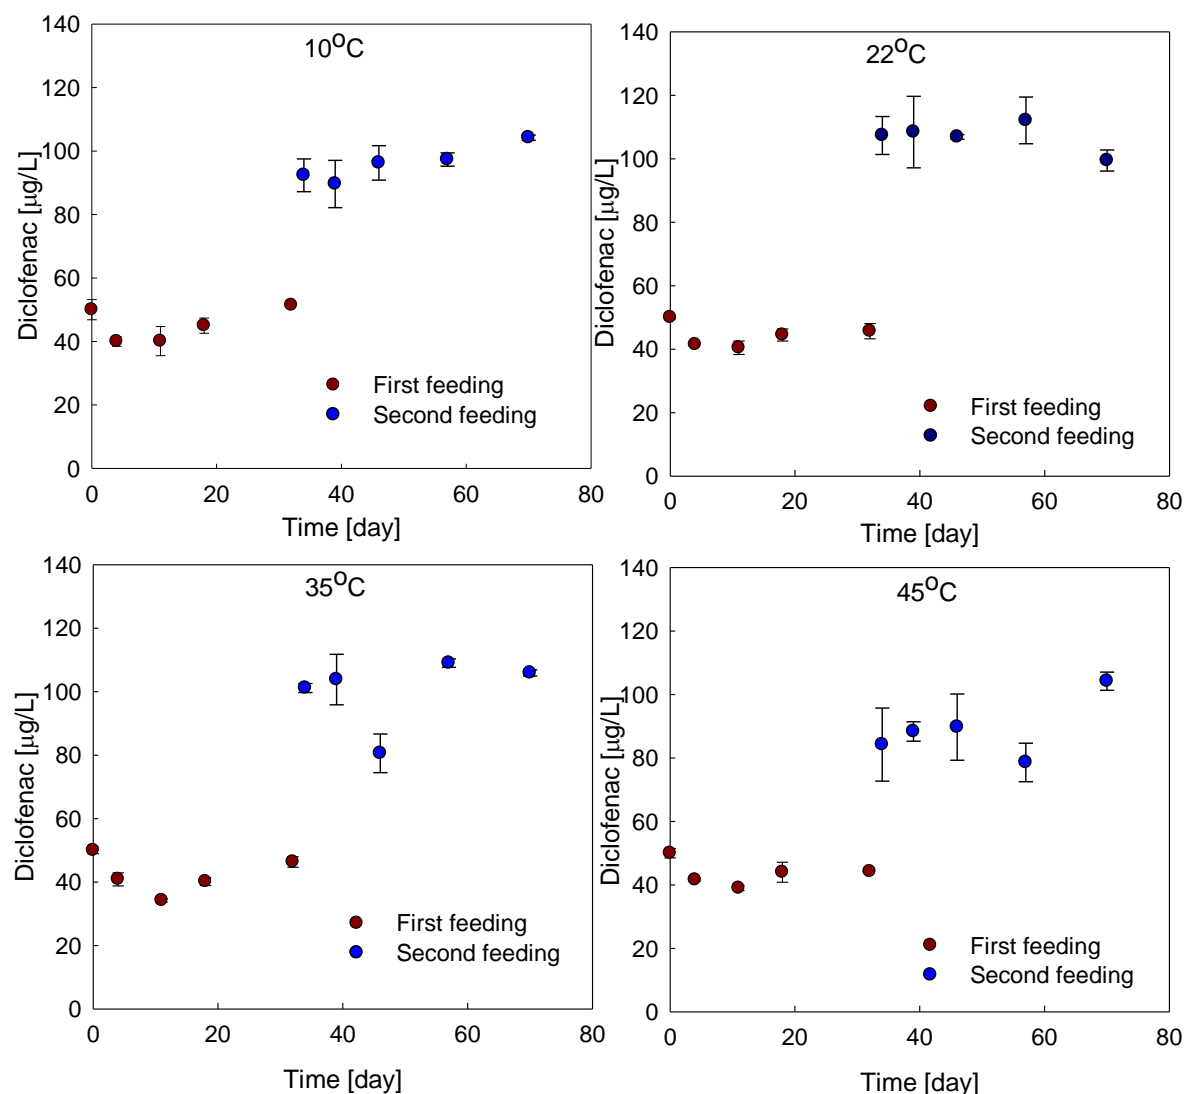 10°C
Diclofenac [μg/L]
140
120
100
80
60
40
20
0
First feeding
Second feeding
0 20 40 60 80
Time [day]
22°C
Diclofenac [μg/L]
140
120
100
80
60
40
20
0
First feeding
Second feeding
0 20 40 60 80
Time [day]
35°C
Diclofenac [μg/L]
140
120
100
80
60
40
20
0
First feeding
Second feeding
0 20 40 60 80
Time [day]
45°C
Diclofenac [μg/L]
140
120
100
80
60
40
20
0
First feeding
Second feeding
0 20 40 60 80
Time [day]